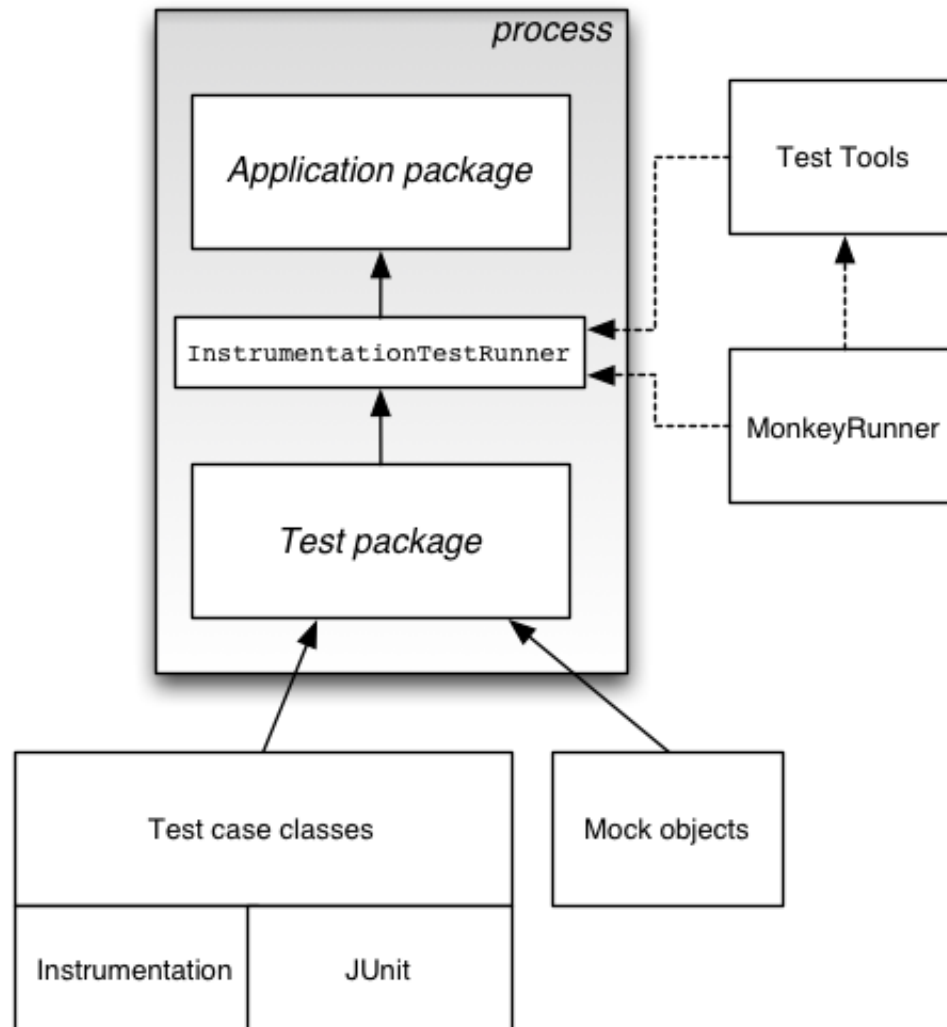 process
Application package
Test Tools
InstrumentationTestRunner
MonkeyRunner
Test package
Test case classes
Mock objects
Instrumentation
JUnit